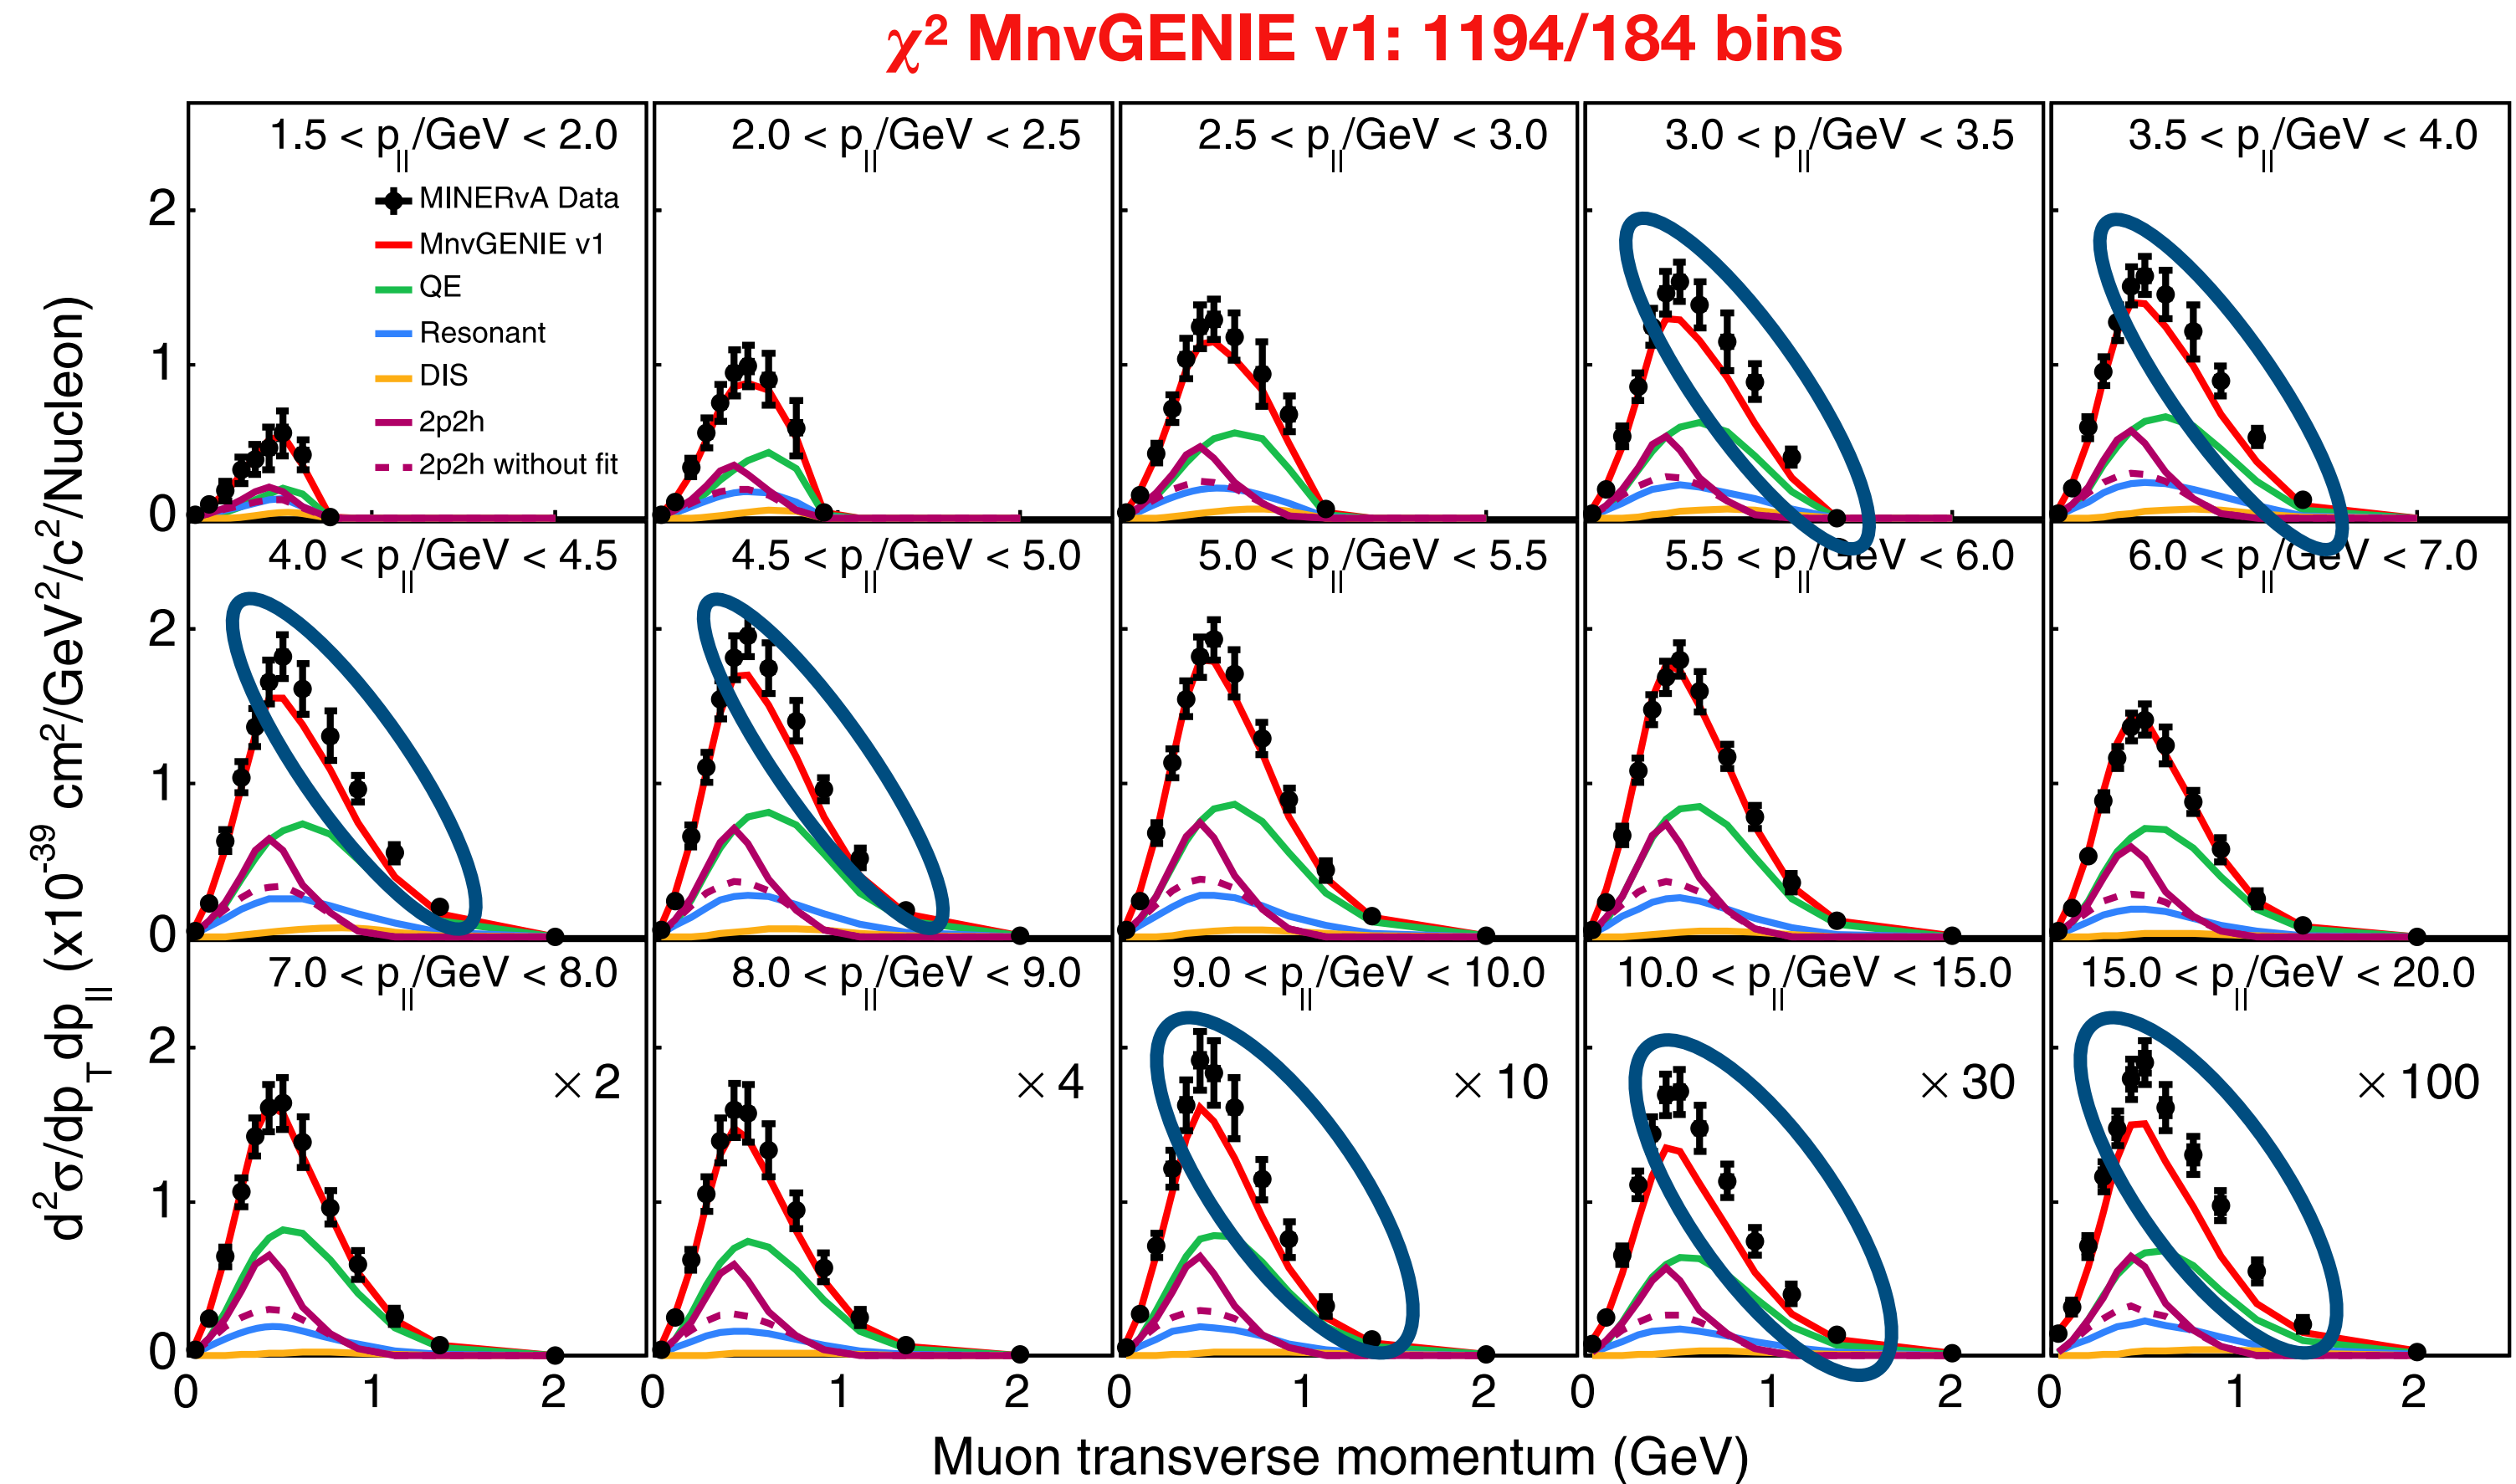 χ² MnvGENIE v1: 1194/184 bins
1.5 < p||/GeV < 2.0
2.0 < p||/GeV < 2.5
2.5 < p||/GeV < 3.0
3.0 < p||/GeV < 3.5
3.5 < p||/GeV < 4.0
MINERvA Data
MnvGENIE v1
QE
Resonant
DIS
2p2h
2p2h without fit
2
1
0
4.0 < p||/GeV < 4.5
4.5 < p||/GeV < 5.0
5.0 < p||/GeV < 5.5
5.5 < p||/GeV < 6.0
6.0 < p||/GeV < 7.0
2
1
0
7.0 < p||/GeV < 8.0
8.0 < p||/GeV < 9.0
9.0 < p||/GeV < 10.0
10.0 < p||/GeV < 15.0
15.0 < p||/GeV < 20.0
× 2
× 4
× 10
× 30
× 100
2
1
0
0 1 2
0 1 2
0 1 2
0 1 2
0 1 2
d²σ/dp_T dp_|| (x10⁻³⁹ cm²/GeV²/c²/Nucleon)
Muon transverse momentum (GeV)